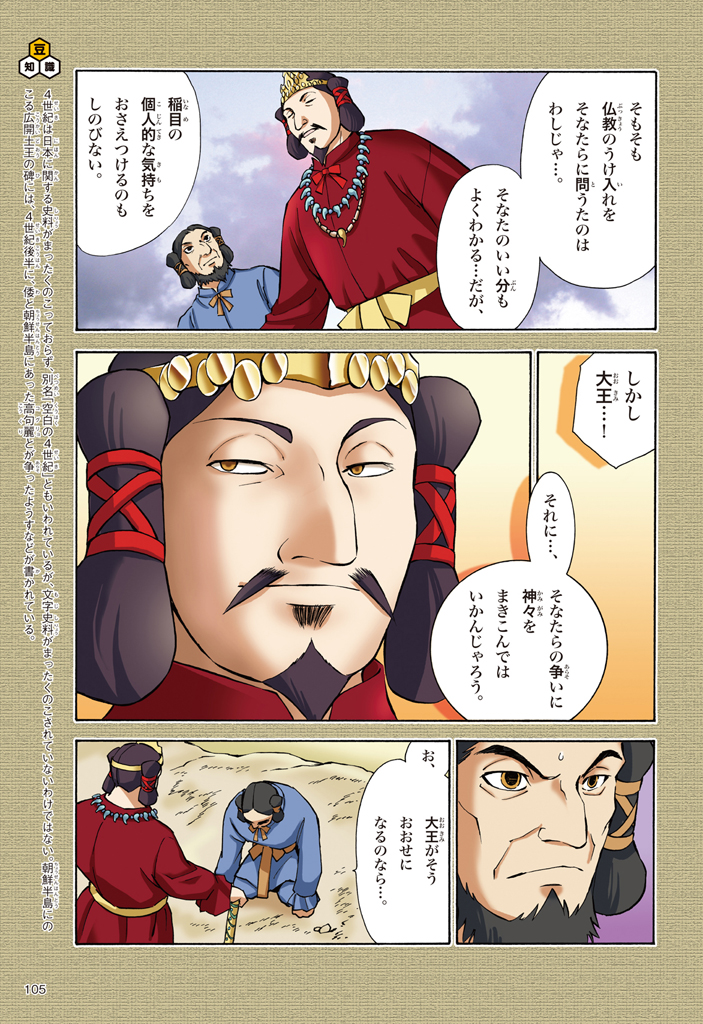 豆
知識
そもそも
仏教のうけ入れを
そなたらに問うたのは
わしじゃ…。
そなたのいい分も
よくわかる…だが、
稲目の
個人的な気持ちを
おさえつけるのも
しのびない。
しかし
大王…!
それに…、
そなたらの争いに
神々を
まきこんでは
いかんじゃろう。
お、
大王がそう
おおせに
なるのなら…。
4世紀は日本に関する史料がまったくのこっておらず、別名「空白の4世紀」ともいわれているが、文字史料がまったくのこされていないわけではない。朝鮮半島にの
こる広開土王の碑には、4世紀後半に、倭と朝鮮半島にあった高句麗とが争ったようすなどが書かれている。
105